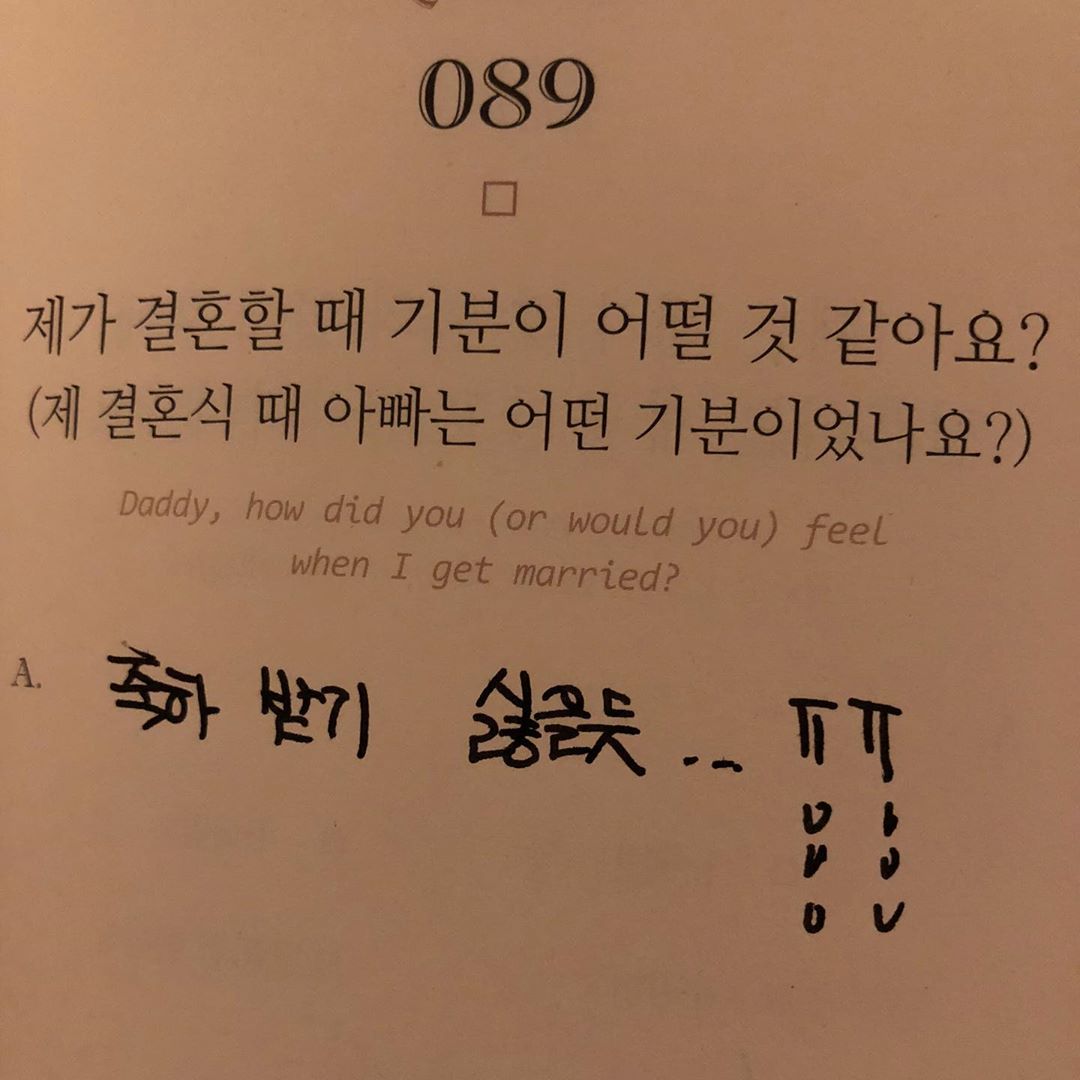 089
제가 결혼할 때 기분이 어떨 것 같아요?
(제 결혼식 때 아빠는 어떤 기분이었나요?)
Daddy, how did you (or would you) feel
when I get married?
A. 축하 받기 싫을듯... ㅠㅠ